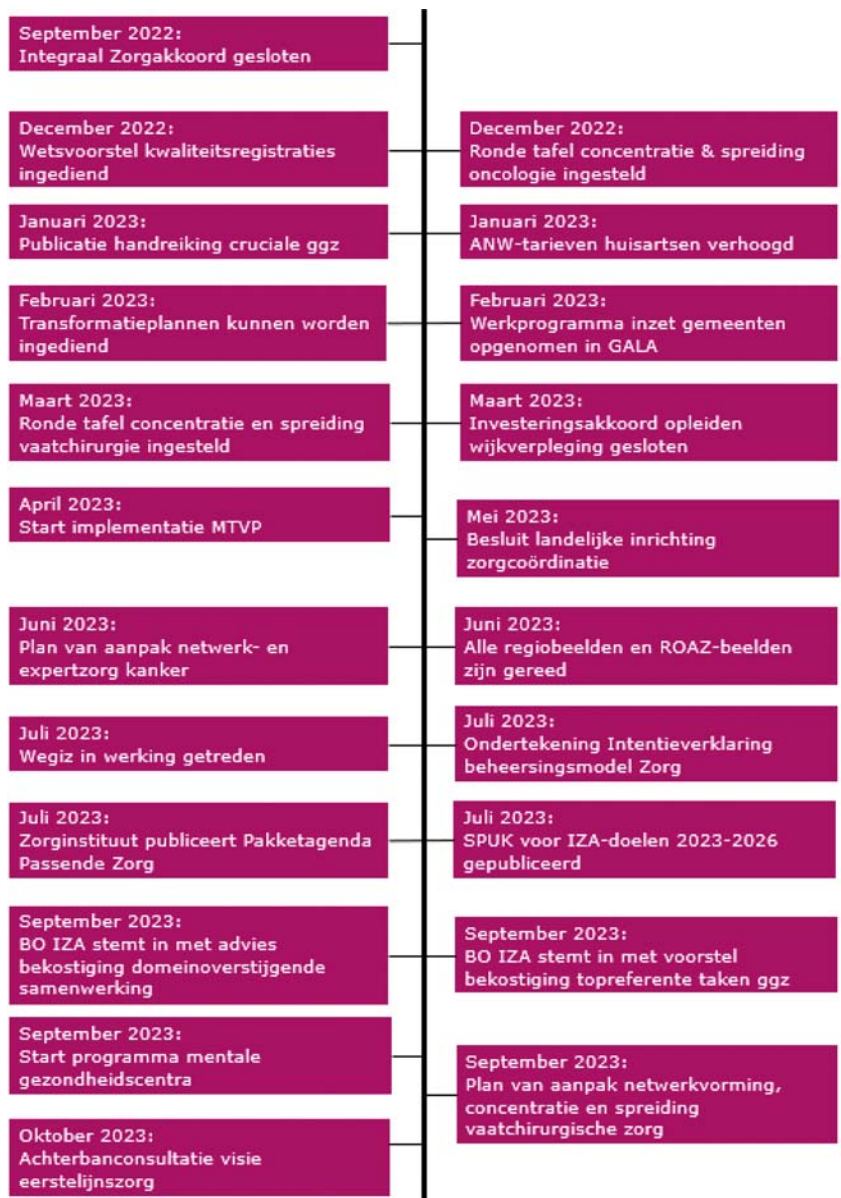 September 2022:
Integraal Zorgakkoord gesloten
December 2022:
Wetsvoorstel kwaliteitsregistraties
ingediend
December 2022:
Ronde tafel concentratie & spreiding
oncologie ingesteld
Januari 2023:
Publicatie handreiking cruciale ggz
Januari 2023:
ANW-tarieven huisartsen verhoogd
Februari 2023:
Transformatieplannen kunnen worden
ingediend
Februari 2023:
Werkprogramma inzet gemeenten
opgenomen in GALA
Maart 2023:
Ronde tafel concentratie en spreiding
vaatchirurgie ingesteld
Maart 2023:
Investeringsakkoord opleiden
wijkverpleging gesloten
April 2023:
Start implementatie MTVP
Mei 2023:
Besluit landelijke inrichting
zorgcoördinatie
Juni 2023:
Plan van aanpak netwerk- en
expertzorg kanker
Juni 2023:
Alle regiobeelden en ROAZ-beelden
zijn gereed
Juli 2023:
Wegiz in werking getreden
Juli 2023:
Ondertekening Intentieverklaring
beheersingsmodel Zorg
Juli 2023:
Zorginstituut publiceert Pakketagenda
Passende Zorg
Juli 2023:
SPUK voor IZA-doelen 2023-2026
gepubliceerd
September 2023:
BO IZA stemt in met advies
bekostiging domeinoverstijgende
samenwerking
September 2023:
BO IZA stemt in met voorstel
bekostiging topreferente taken ggz
September 2023:
Start programma mentale
gezondheidscentra
September 2023:
Plan van aanpak netwerkvorming,
concentratie en spreiding
vaatchirurgische zorg
Oktober 2023:
Achterbanconsultatie visie
eerstelijnszorg